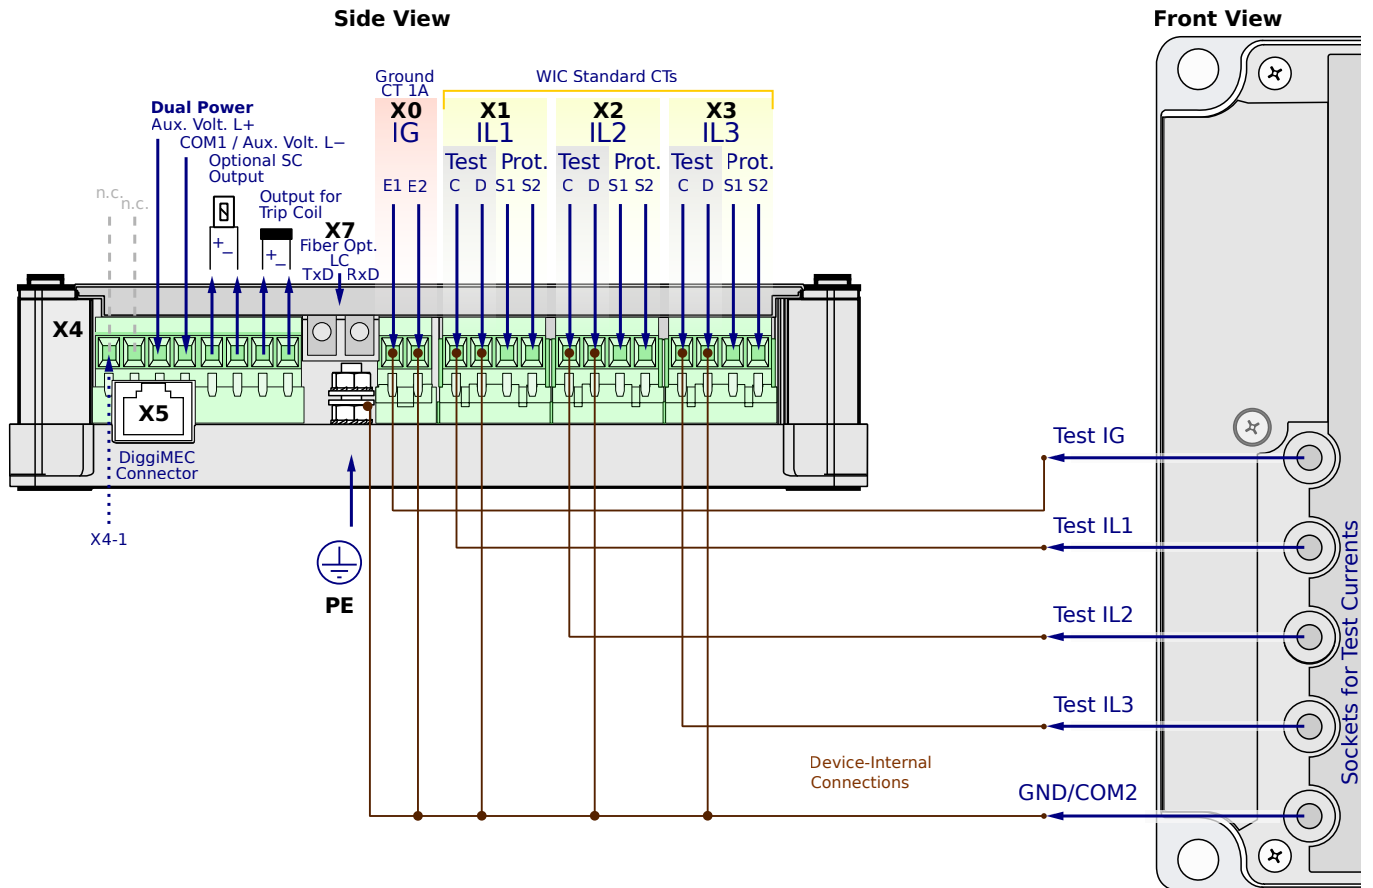 Side View
Front View
Ground
CT 1A
WIC Standard CTs
Dual Power
Aux. Volt. L+
COM1 / Aux. Volt. L−
Optional SC
Output
Output for
Trip Coil
n.c.
n.c.
+
−
+
−
X7
Fiber Opt.
LC
TxD RxD
X0
IG
E1 E2
X1
IL1
Test Prot.
C D S1 S2
X2
IL2
Test Prot.
C D S1 S2
X3
IL3
Test Prot.
C D S1 S2
X4
X5
DiggiMEC
Connector
X4-1
PE
Test IG
Test IL1
Test IL2
Test IL3
GND/COM2
Device-Internal
Connections
Sockets for Test Currents